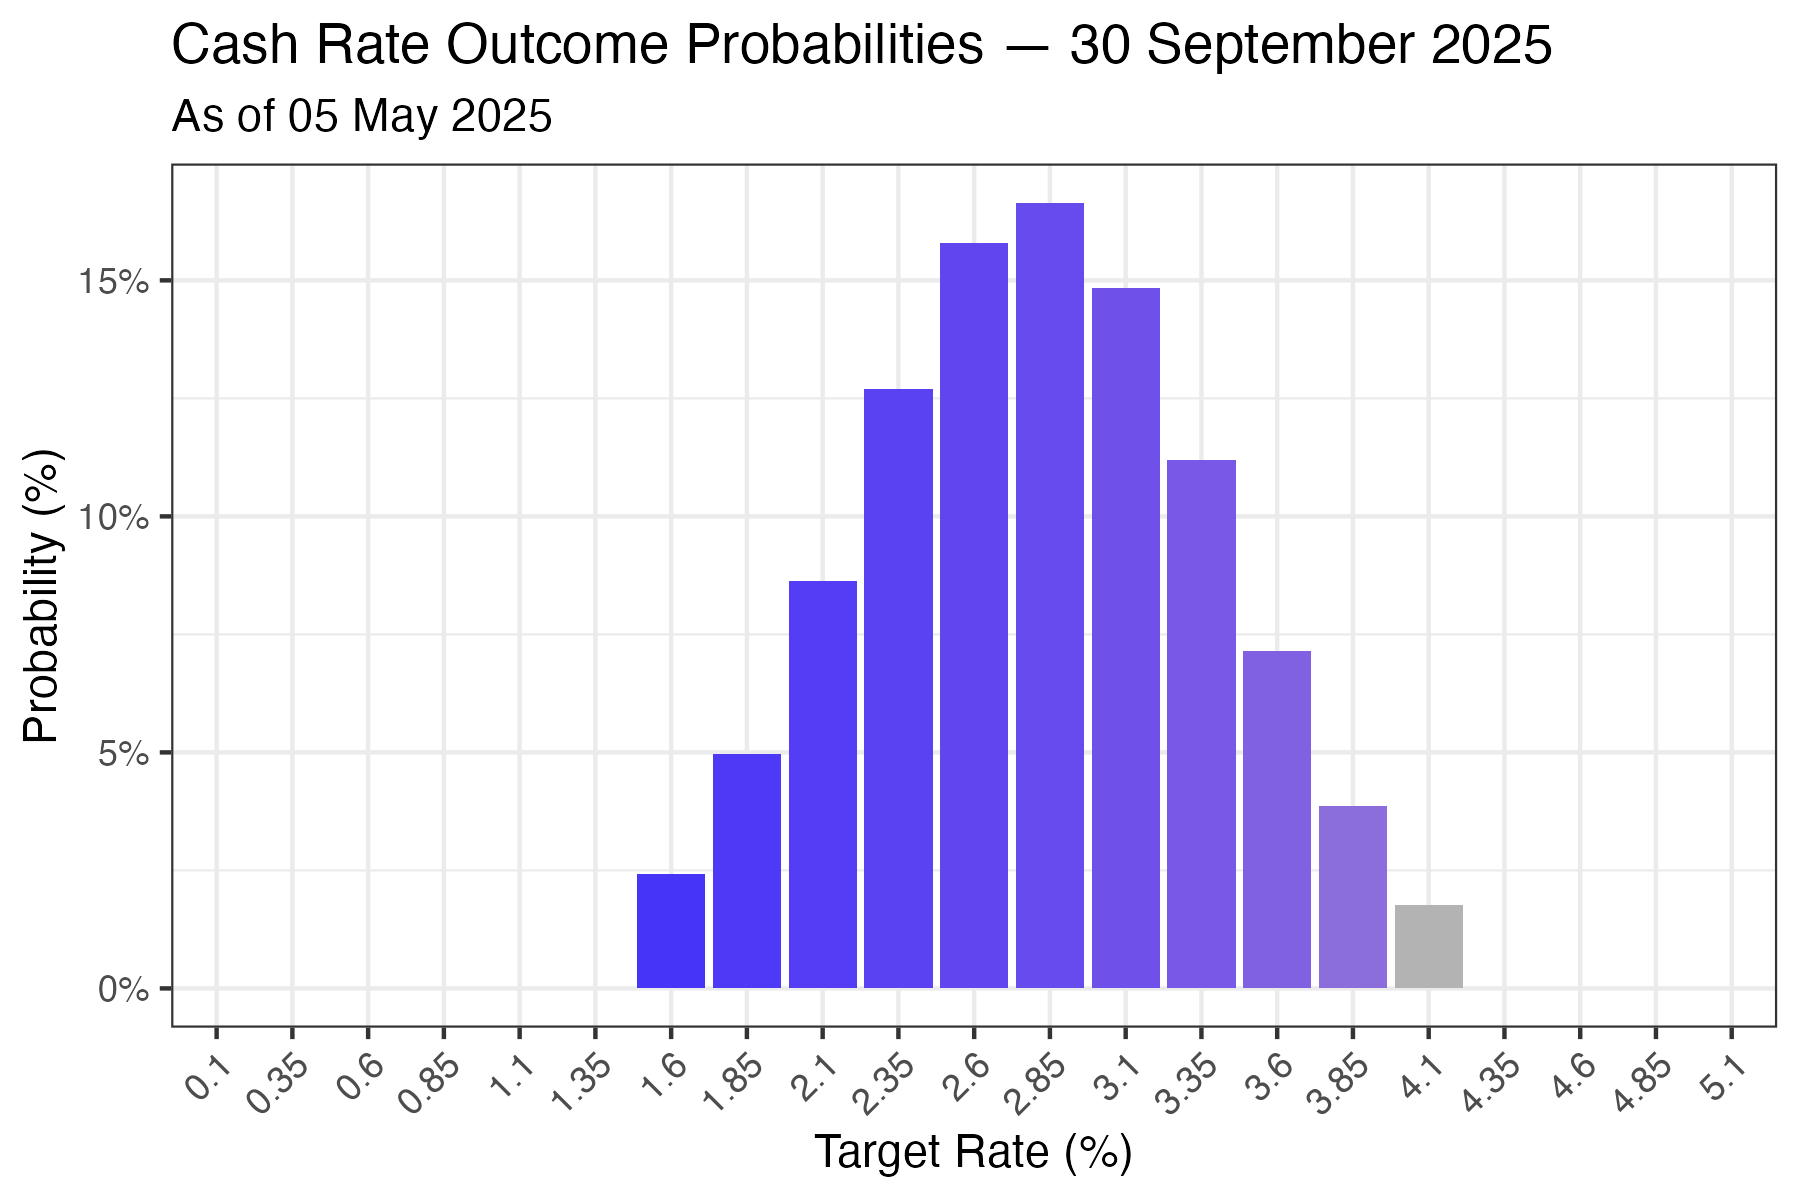 Cash Rate Outcome Probabilities — 30 September 2025
As of 05 May 2025
Probability (%)
15%
10%
5%
0%
0.1 0.35 0.6 0.85 1.1 1.35 1.6 1.85 2.1 2.35 2.6 2.85 3.1 3.35 3.6 3.85 4.1 4.35 4.6 4.85 5.1
Target Rate (%)